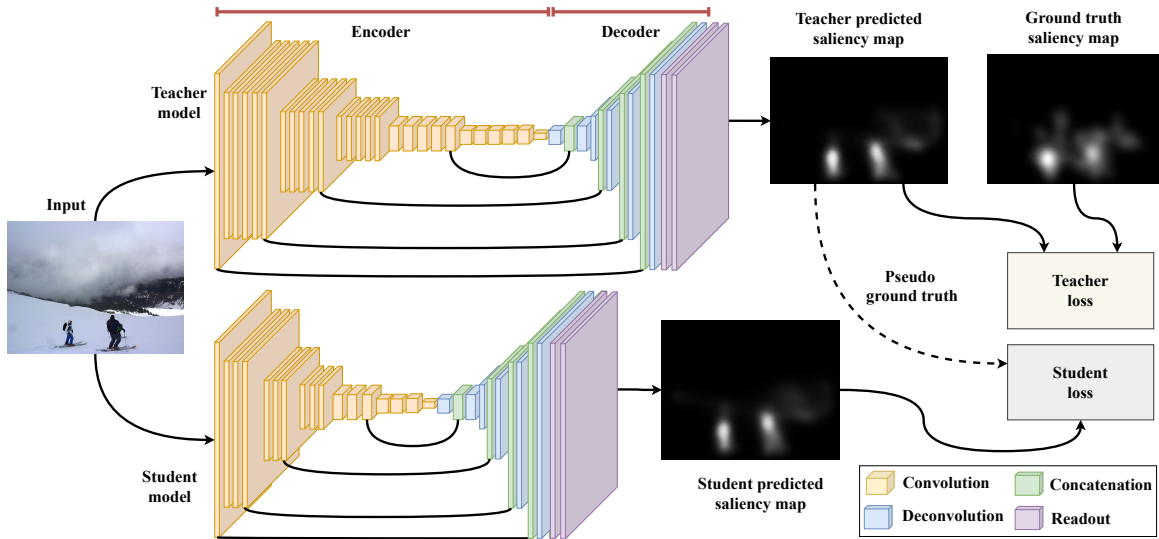 Encoder
Decoder
Teacher predicted
saliency map
Ground truth
saliency map
Teacher
model
Input
Pseudo
ground truth
Teacher
loss
Student
loss
Student
model
Student predicted
saliency map
Convolution
Concatenation
Deconvolution
Readout